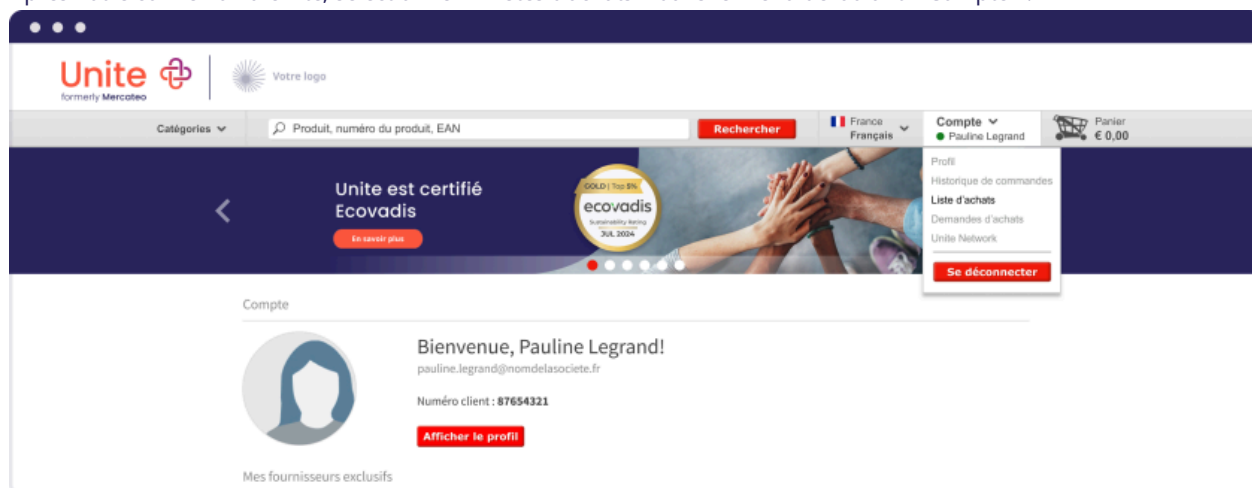 Unite
formerly Mercateo
Votre logo
Catégories
Produit, numéro du produit, EAN
Rechercher
France
Français
Compte
Pauline Legrand
Panier
€ 0,00
Profil
Historique de commandes
Liste d'achats
Demandes d'achats
Unite Network
Se déconnecter
Unite est certifié
Ecovadis
En savoir plus
GOLD | Top 5%
ecovadis
Sustainability Rating
JUL 2024
Compte
Bienvenue, Pauline Legrand!
pauline.legrand@nomdelasociete.fr
Numéro client : 87654321
Afficher le profil
Mes fournisseurs exclusifs